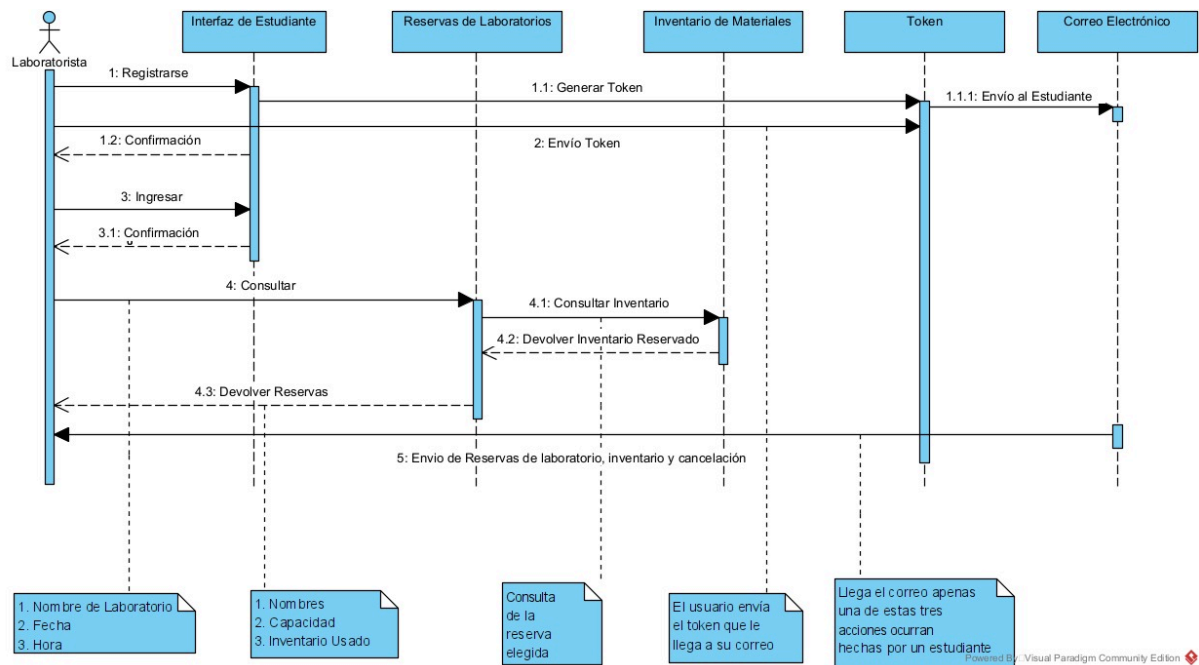 Interfaz de Estudiante
Reservas de Laboratorios
Inventario de Materiales
Token
Correo Electrónico
Laboratorista
1: Registrarse
1.1: Generar Token
1.1.1: Envío al Estudiante
2: Envío Token
1.2: Confirmación
3: Ingresar
3.1: Confirmación
4: Consultar
4.1: Consultar Inventario
4.2: Devolver Inventario Reservado
4.3: Devolver Reservas
5: Envio de Reservas de laboratorio, inventario y cancelación
1. Nombre de Laboratorio
2. Fecha
3. Hora
1. Nombres
2. Capacidad
3. Inventario Usado
Consulta
de la
reserva
elegida
El usuario envía
el token que le
llega a su correo
Llega el correo apenas
una de estas tres
acciones ocurran
hechas por un estudiante
Powered By: Visual Paradigm Community Edition